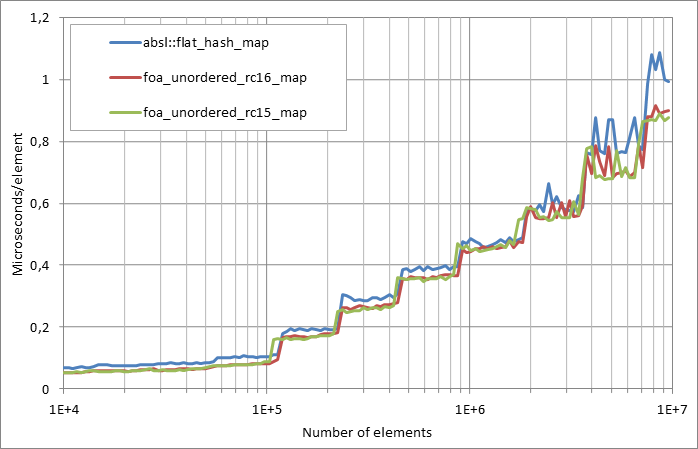 1,2
1
0,8
0,6
0,4
0,2
0
Microseconds/element
absl::flat_hash_map
foa_unordered_rc16_map
foa_unordered_rc15_map
1E+4 1E+5 1E+6 1E+7
Number of elements